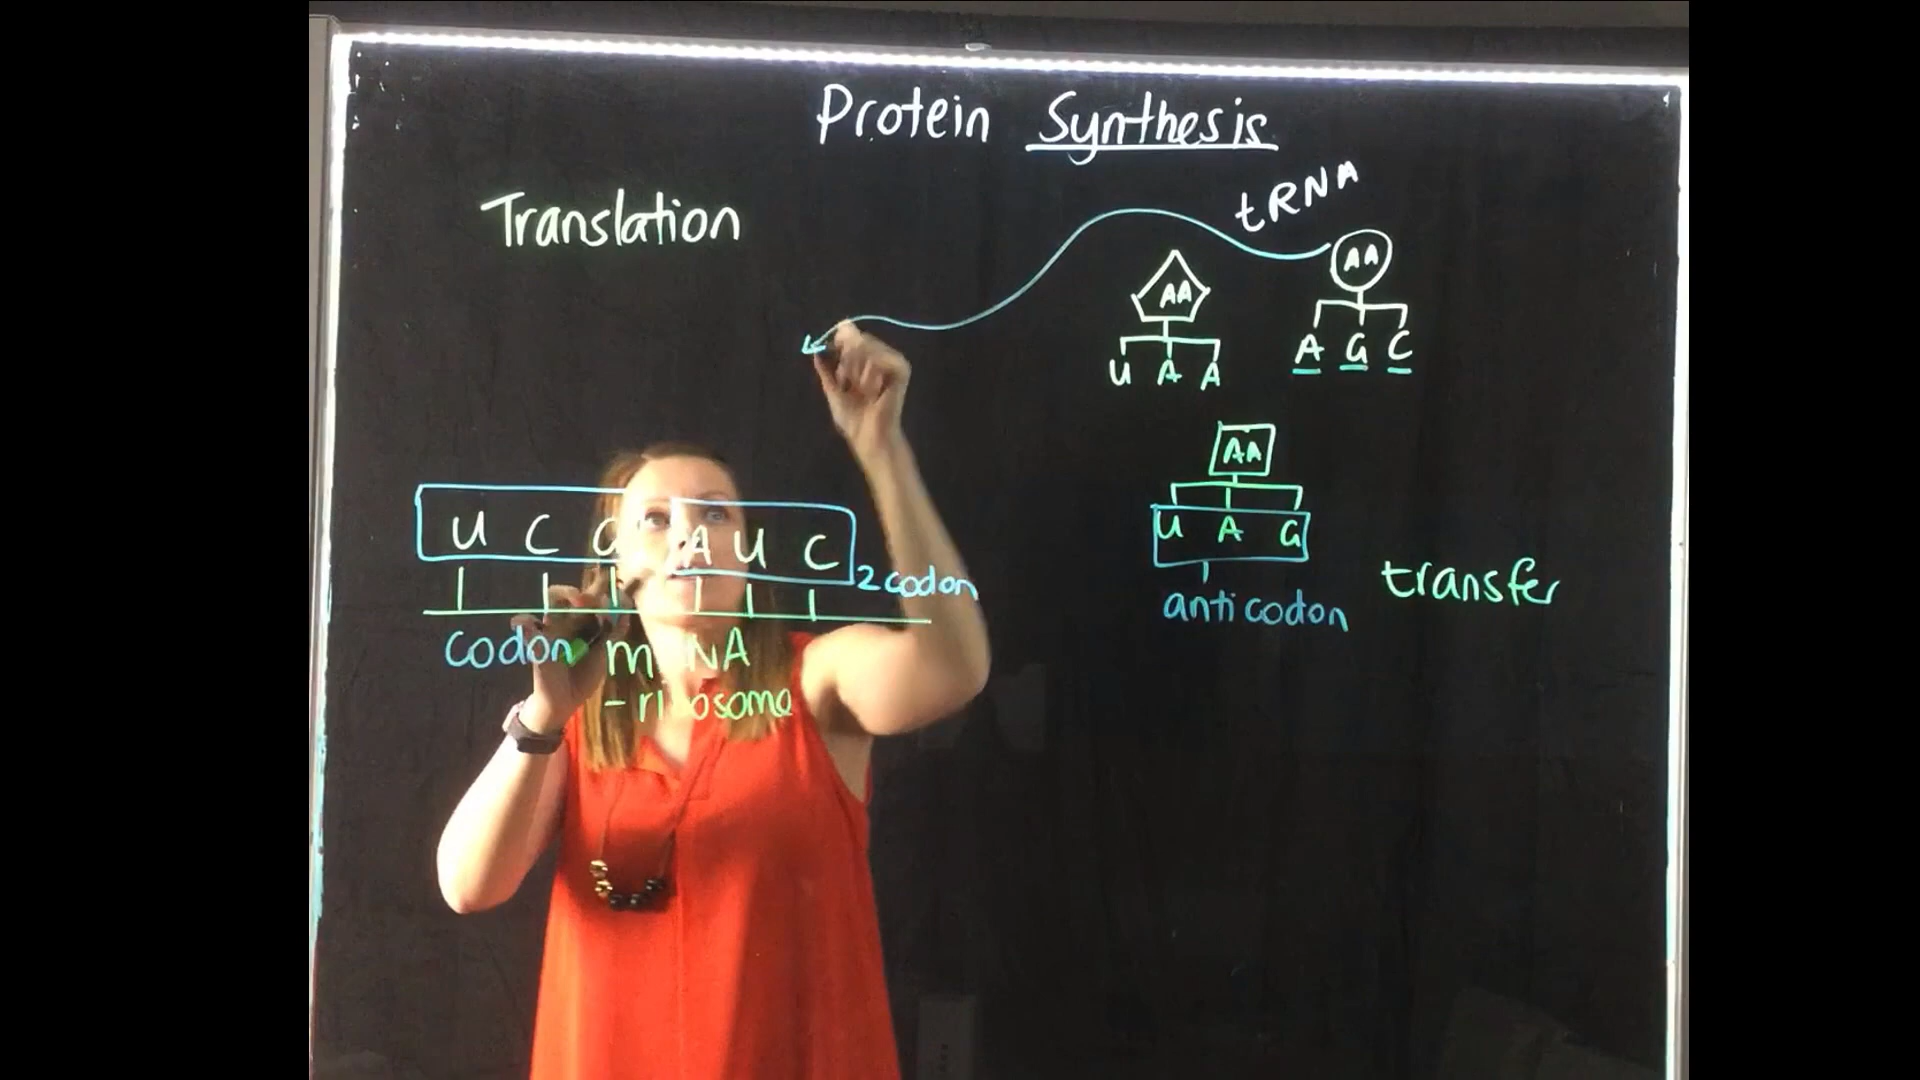 Protein Synthesis
Translation
tRNA
AA
AA
U A A
A G C
AA
U A G
anticodon
transfer
U C G A U C
2 codon
codon mRNA
- ribosome